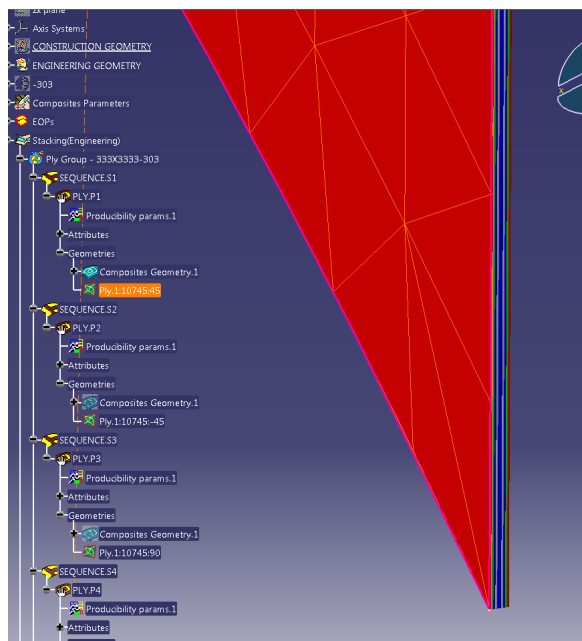 zx plane
Axis Systems
CONSTRUCTION GEOMETRY
ENGINEERING GEOMETRY
-303
Composites Parameters
EOPs
Stacking(Engineering)
Ply Group - 333X3333-303
SEQUENCE.S1
PLY.P1
Producibility params.1
Attributes
Geometries
Composites Geometry.1
Ply.1:10745:45
SEQUENCE.S2
PLY.P2
Producibility params.1
Attributes
Geometries
Composites Geometry.1
Ply.1:10745:-45
SEQUENCE.S3
PLY.P3
Producibility params.1
Attributes
Geometries
Composites Geometry.1
Ply.1:10745:90
SEQUENCE.S4
PLY.P4
Producibility params.1
Attributes
X